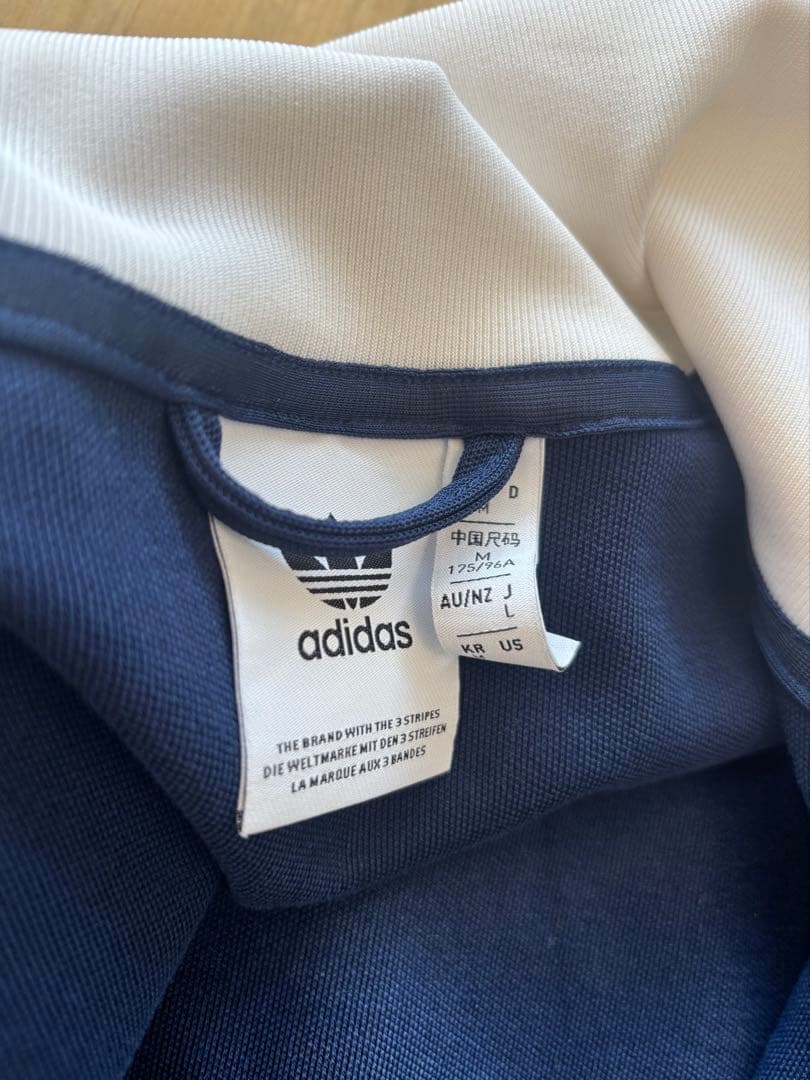 adidas
THE BRAND WITH THE 3 STRIPES
DIE WELTMARKE MIT DEN 3 STREIFEN
LA MARQUE AUX 3 BANDES
D
M
中国尺码
M
175/96A
AU/NZ J
L
KR US